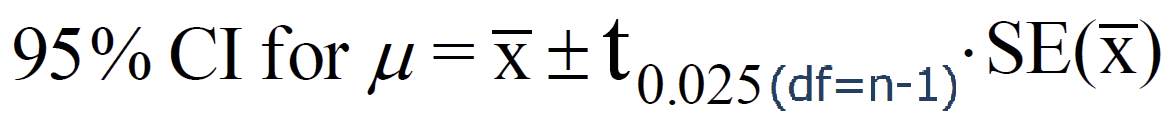 95% CI for μ = x̅ ± t0.025(df=n-1)·SE(x̅)